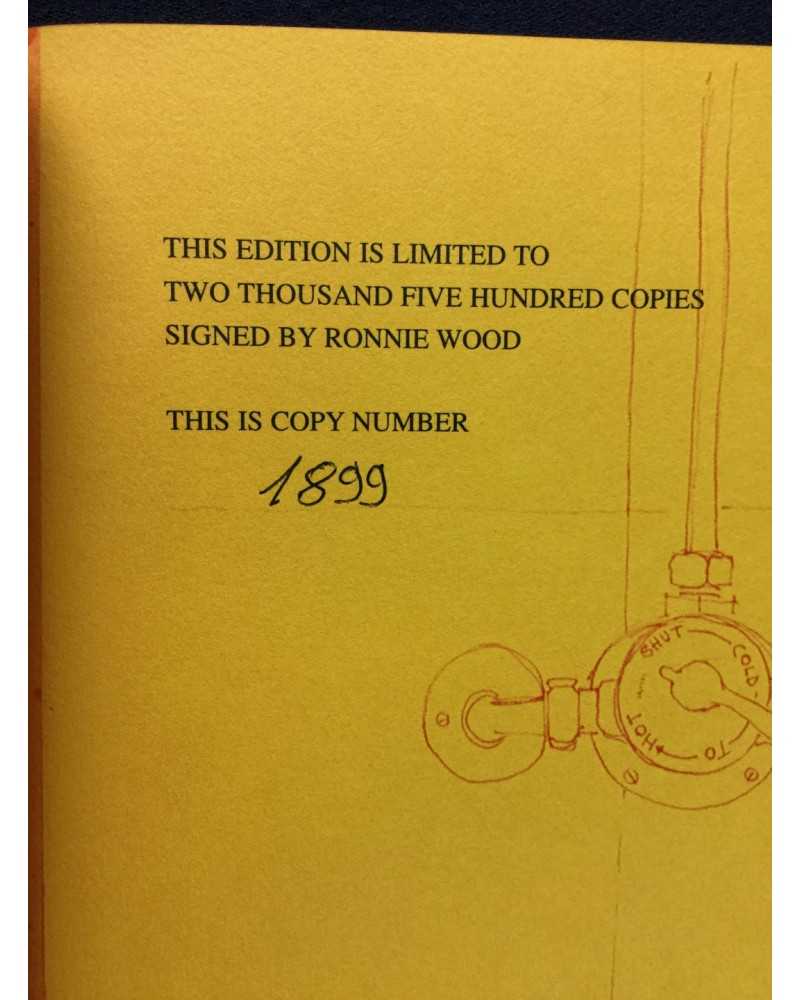 THIS EDITION IS LIMITED TO
TWO THOUSAND FIVE HUNDRED COPIES
SIGNED BY RONNIE WOOD
THIS IS COPY NUMBER
1899
SHUT
COLD
TO
HOT